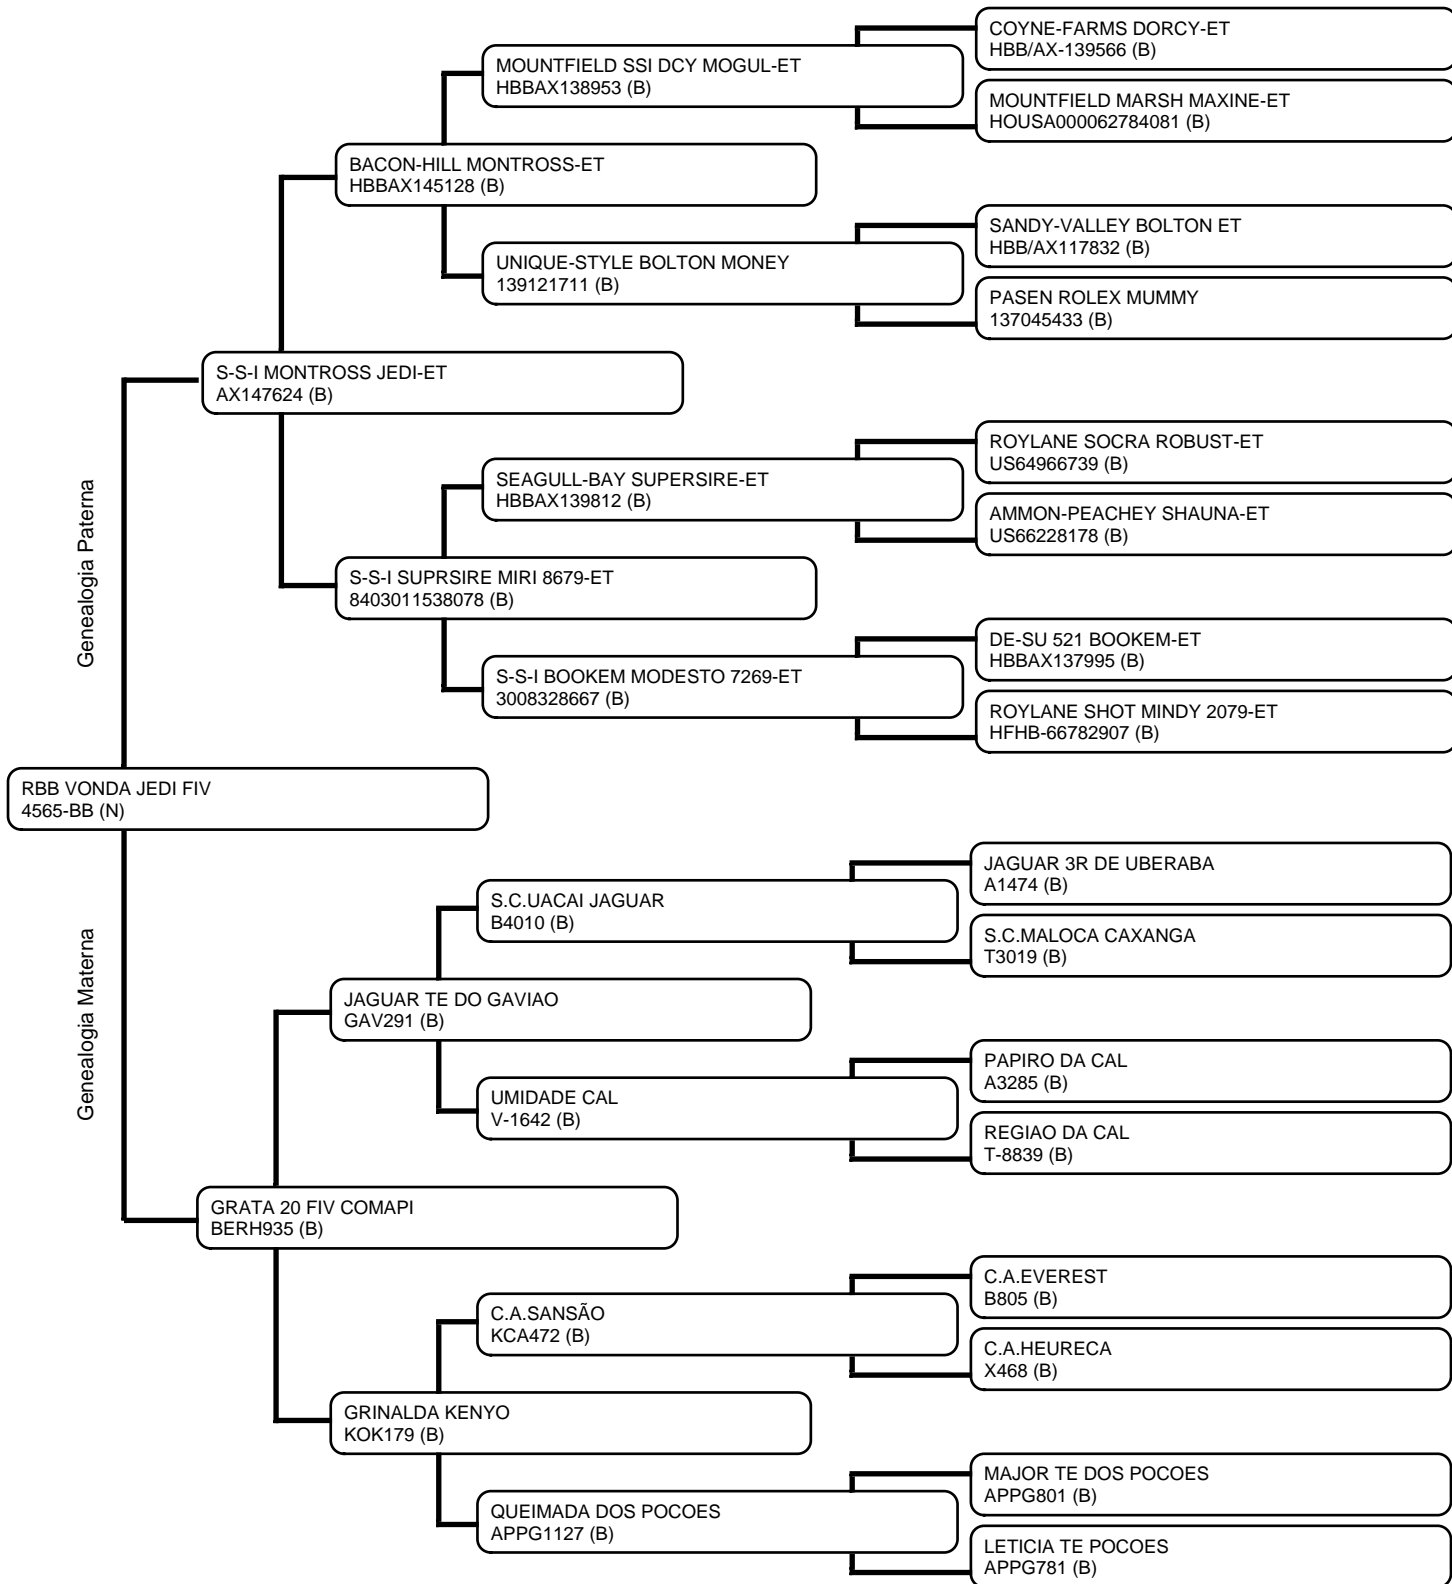 COYNE-FARMS DORCY-ET
HBB/AX-139566 (B)
MOUNTFIELD SSI DCY MOGUL-ET
HBBAX138953 (B)
MOUNTFIELD MARSH MAXINE-ET
HOUSA000062784081 (B)
BACON-HILL MONTROSS-ET
HBBAX145128 (B)
SANDY-VALLEY BOLTON ET
HBB/AX117832 (B)
UNIQUE-STYLE BOLTON MONEY
139121711 (B)
PASEN ROLEX MUMMY
137045433 (B)
S-S-I MONTROSS JEDI-ET
AX147624 (B)
ROYLANE SOCRA ROBUST-ET
US64966739 (B)
SEAGULL-BAY SUPERSIRE-ET
HBBAX139812 (B)
AMMON-PEACHEY SHAUNA-ET
US66228178 (B)
Genealogia Paterna
S-S-I SUPRSIRE MIRI 8679-ET
8403011538078 (B)
DE-SU 521 BOOKEM-ET
HBBAX137995 (B)
S-S-I BOOKEM MODESTO 7269-ET
3008328667 (B)
ROYLANE SHOT MINDY 2079-ET
HFHB-66782907 (B)
RBB VONDA JEDI FIV
4565-BB (N)
JAGUAR 3R DE UBERABA
A1474 (B)
S.C.UACAI JAGUAR
B4010 (B)
S.C.MALOCA CAXANGA
T3019 (B)
Genealogia Materna
JAGUAR TE DO GAVIAO
GAV291 (B)
PAPIRO DA CAL
A3285 (B)
UMIDADE CAL
V-1642 (B)
REGIAO DA CAL
T-8839 (B)
GRATA 20 FIV COMAPI
BERH935 (B)
C.A.EVEREST
B805 (B)
C.A.SANSÃO
KCA472 (B)
C.A.HEURECA
X468 (B)
GRINALDA KENYO
KOK179 (B)
MAJOR TE DOS POCOES
APPG801 (B)
QUEIMADA DOS POCOES
APPG1127 (B)
LETICIA TE POCOES
APPG781 (B)